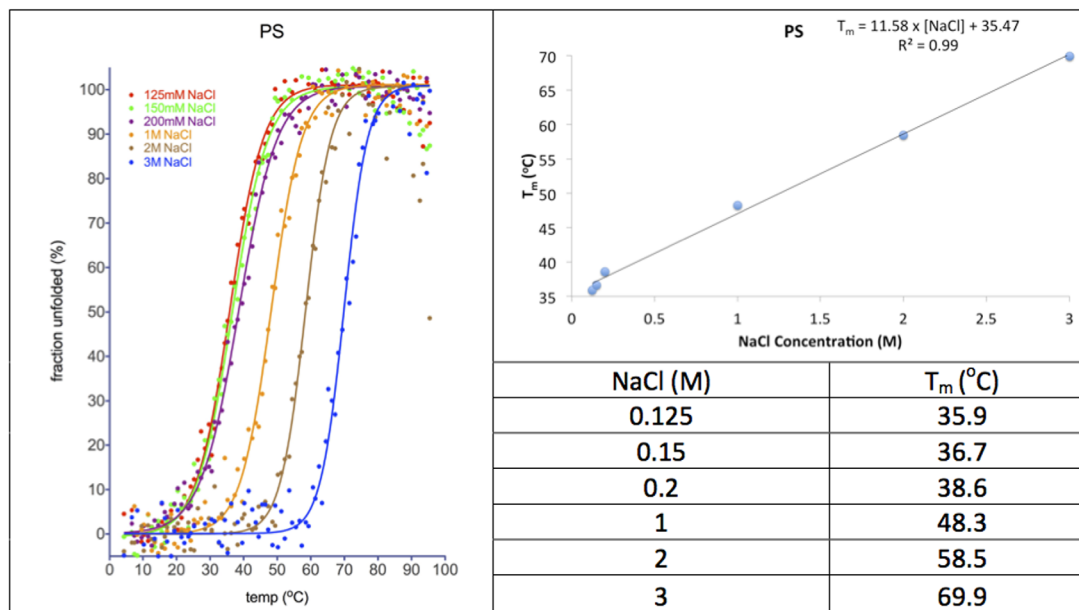 PS
125mM NaCl
150mM NaCl
200mM NaCl
1M NaCl
2M NaCl
3M NaCl
fraction unfolded (%)
100
90
80
70
60
50
40
30
20
10
0
0 10 20 30 40 50 60 70 80 90 100
temp (°C)
PS
Tm = 11.58 x [NaCl] + 35.47
R² = 0.99
Tm (°C)
70
65
60
55
50
45
40
35
0 0.5 1 1.5 2 2.5 3
NaCl Concentration (M)
NaCl (M) Tm (°C)
0.125 35.9
0.15 36.7
0.2 38.6
1 48.3
2 58.5
3 69.9